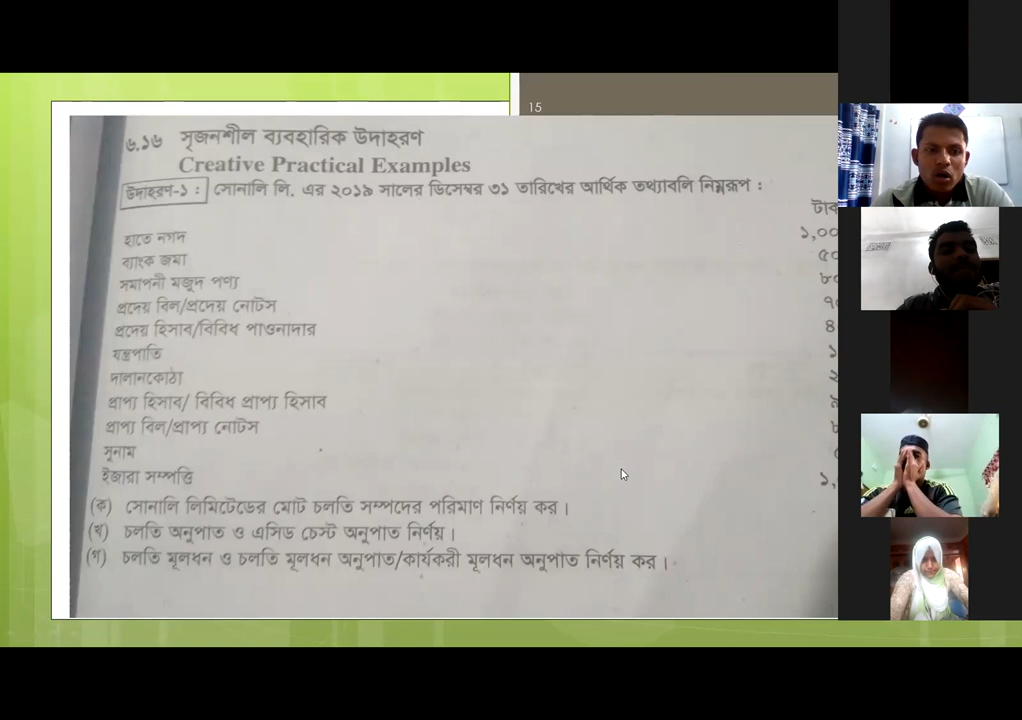 15
৬.১৬ সৃজনশীল ব্যবহারিক উদাহরণ
Creative Practical Examples
উদাহরণ-১ : সোনালি লি. এর ২০১৯ সালের ডিসেম্বর ৩১ তারিখের আর্থিক তথ্যাবলি নিম্নরূপ :
হাতে নগদ
ব্যাংক জমা
সমাপনী মজুদ পণ্য
প্রদেয় বিল/প্রদেয় নোটস
প্রদেয় হিসাব/বিবিধ পাওনাদার
যন্ত্রপাতি
দালানকোঠা
প্রাপ্য হিসাব/ বিবিধ প্রাপ্য হিসাব
প্রাপ্য বিল/প্রাপ্য নোটস
সুনাম
ইজারা সম্পত্তি
(ক) সোনালি লিমিটেডের মোট চলতি সম্পদের পরিমাণ নির্ণয় কর।
(খ) চলতি অনুপাত ও এসিড টেস্ট অনুপাত নির্ণয়।
(গ) চলতি মূলধন ও চলতি মূলধন অনুপাত/কার্যকরী মূলধন অনুপাত নির্ণয় কর।